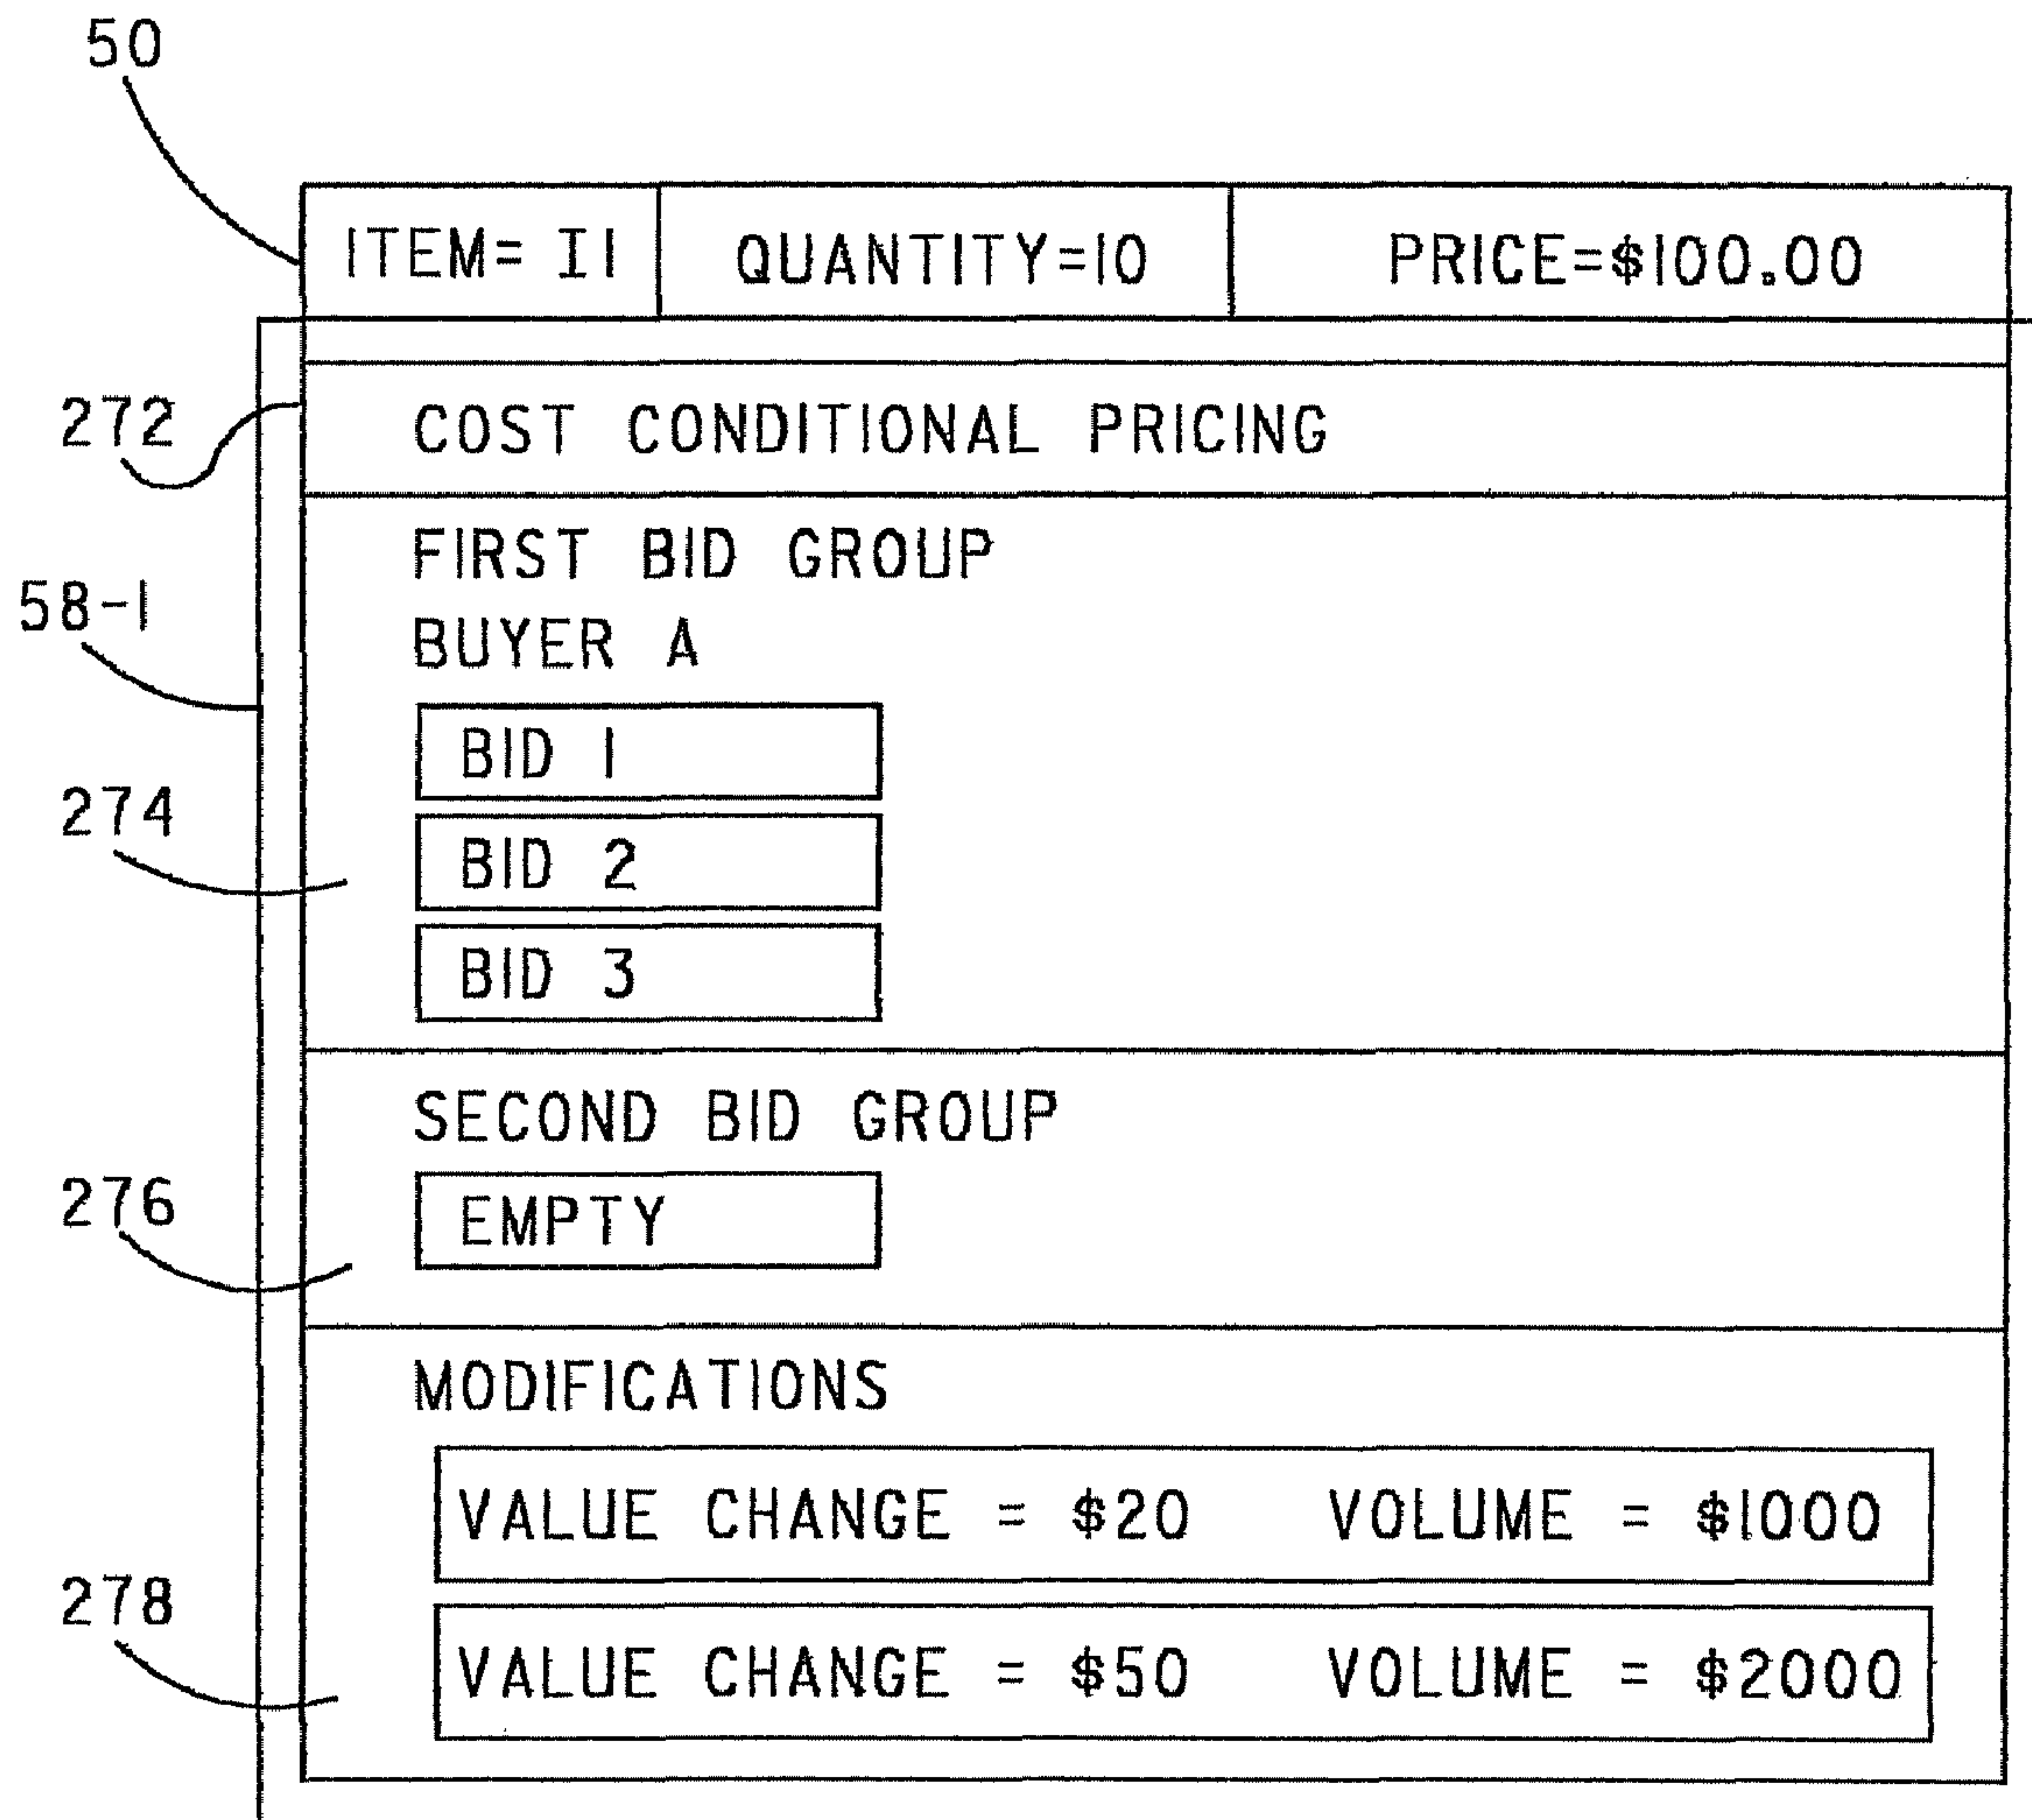 50
ITEM= I1 QUANTITY=10 PRICE=$100.00
272
COST CONDITIONAL PRICING
FIRST BID GROUP
58-1
BUYER A
BID 1
274
BID 2
BID 3
SECOND BID GROUP
276
EMPTY
MODIFICATIONS
VALUE CHANGE = $20 VOLUME = $1000
278
VALUE CHANGE = $50 VOLUME = $2000